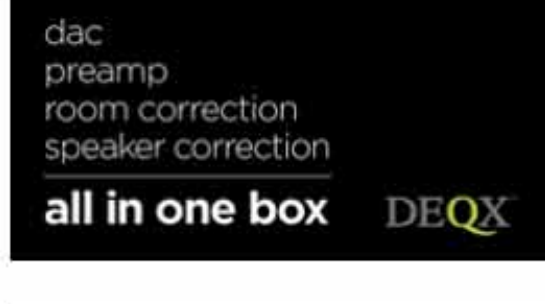 dac
preamp
room correction
speaker correction
all in one box
DEQX